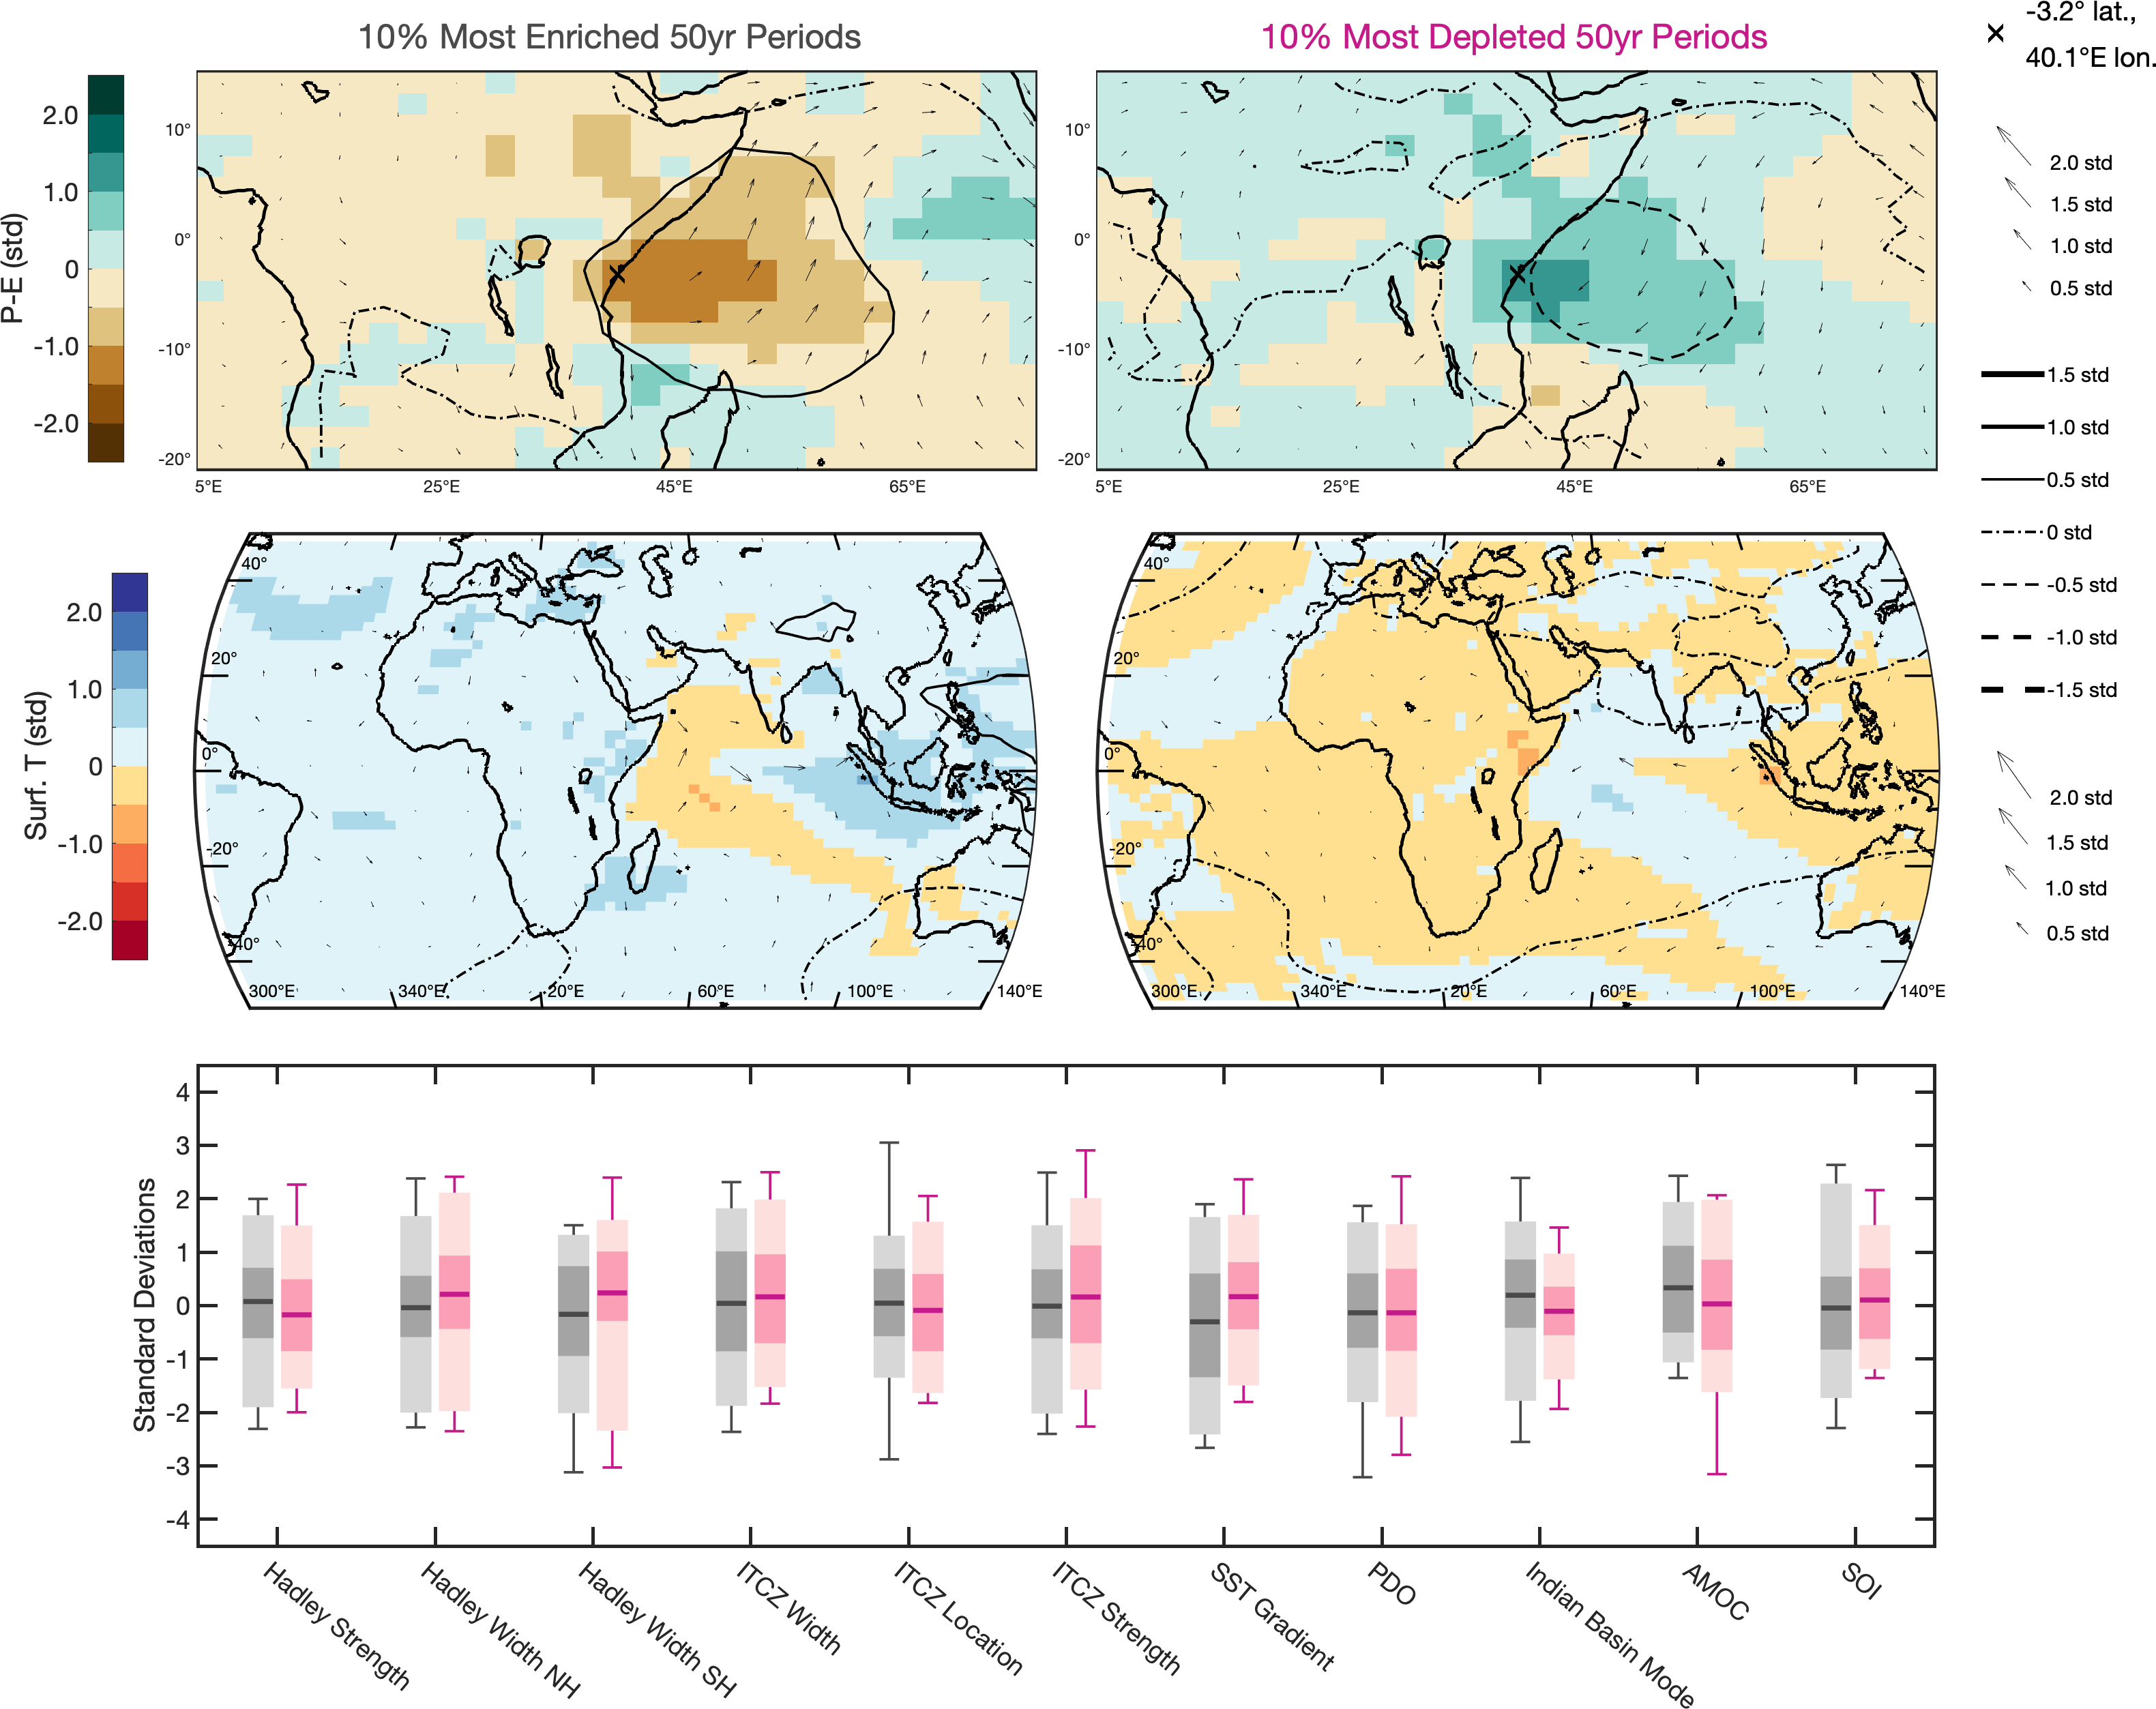 10% Most Enriched 50yr Periods
10% Most Depleted 50yr Periods
-3.2° lat.,
40.1°E lon.
P-E (std)
2.0
1.0
0
-1.0
-2.0
10°
0°
-10°
-20°
5°E
25°E
45°E
65°E
10°
0°
-10°
-20°
5°E
25°E
45°E
65°E
2.0 std
1.5 std
1.0 std
0.5 std
1.5 std
1.0 std
0.5 std
0 std
-0.5 std
-1.0 std
-1.5 std
2.0 std
1.5 std
1.0 std
0.5 std
Surf. T (std)
2.0
1.0
0
-1.0
-2.0
40°
20°
0°
-20°
-40°
300°E
340°E
20°E
60°E
100°E
140°E
40°
20°
0°
-20°
-40°
300°E
340°E
20°E
60°E
100°E
140°E
Standard Deviations
4
3
2
1
0
-1
-2
-3
-4
Hadley Strength
Hadley Width NH
Hadley Width SH
ITCZ Width
ITCZ Location
ITCZ Strength
SST Gradient
PDO
Indian Basin Mode
AMOC
SOI